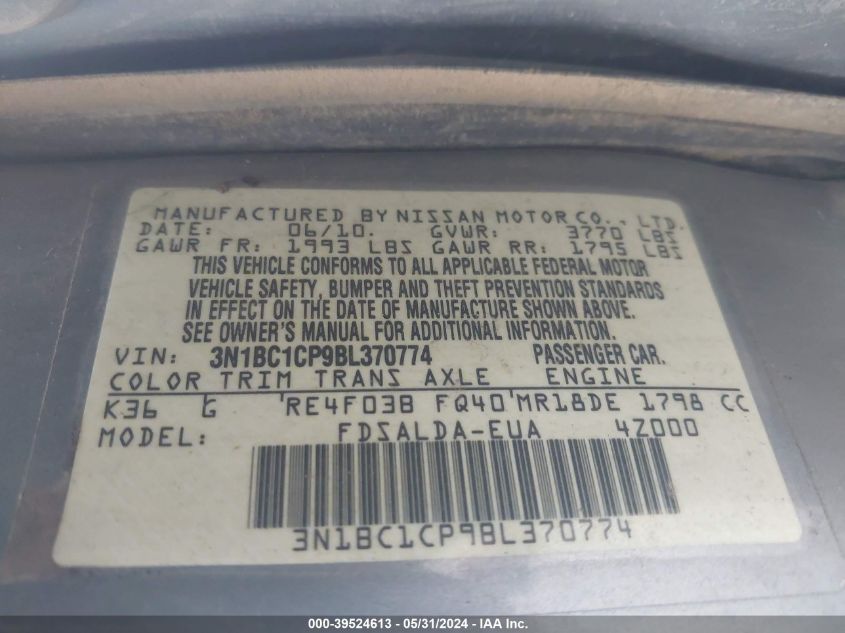 MANUFACTURED BY NISSAN MOTOR CO., LTD.
DATE: 06/10. GVWR: 3770 LBS
GAWR FR: 1993 LBS GAWR RR: 1795 LBS
THIS VEHICLE CONFORMS TO ALL APPLICABLE FEDERAL MOTOR
VEHICLE SAFETY, BUMPER AND THEFT PREVENTION STANDARDS
IN EFFECT ON THE DATE OF MANUFACTURE SHOWN ABOVE.
SEE OWNER'S MANUAL FOR ADDITIONAL INFORMATION.
VIN: 3N1BC1CP9BL370774 PASSENGER CAR.
COLOR TRIM TRANS AXLE ENGINE
K36 G RE4F03B FQ40 MR18DE 1798 CC
MODEL: FDSALDA-EUA 4Z000
3N1BC1CP9BL370774
000-39524613 - 05/31/2024 - IAA Inc.